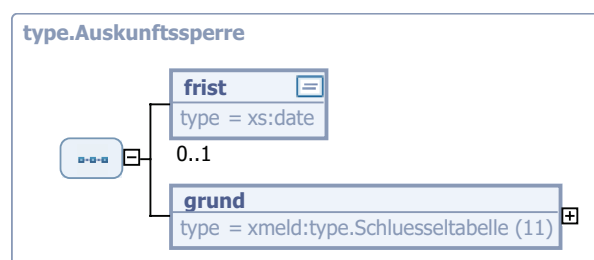 type.Auskunftssperre
frist
type = xs:date
0..1
grund
type = xmeld:type.Schluesseltabelle (11)